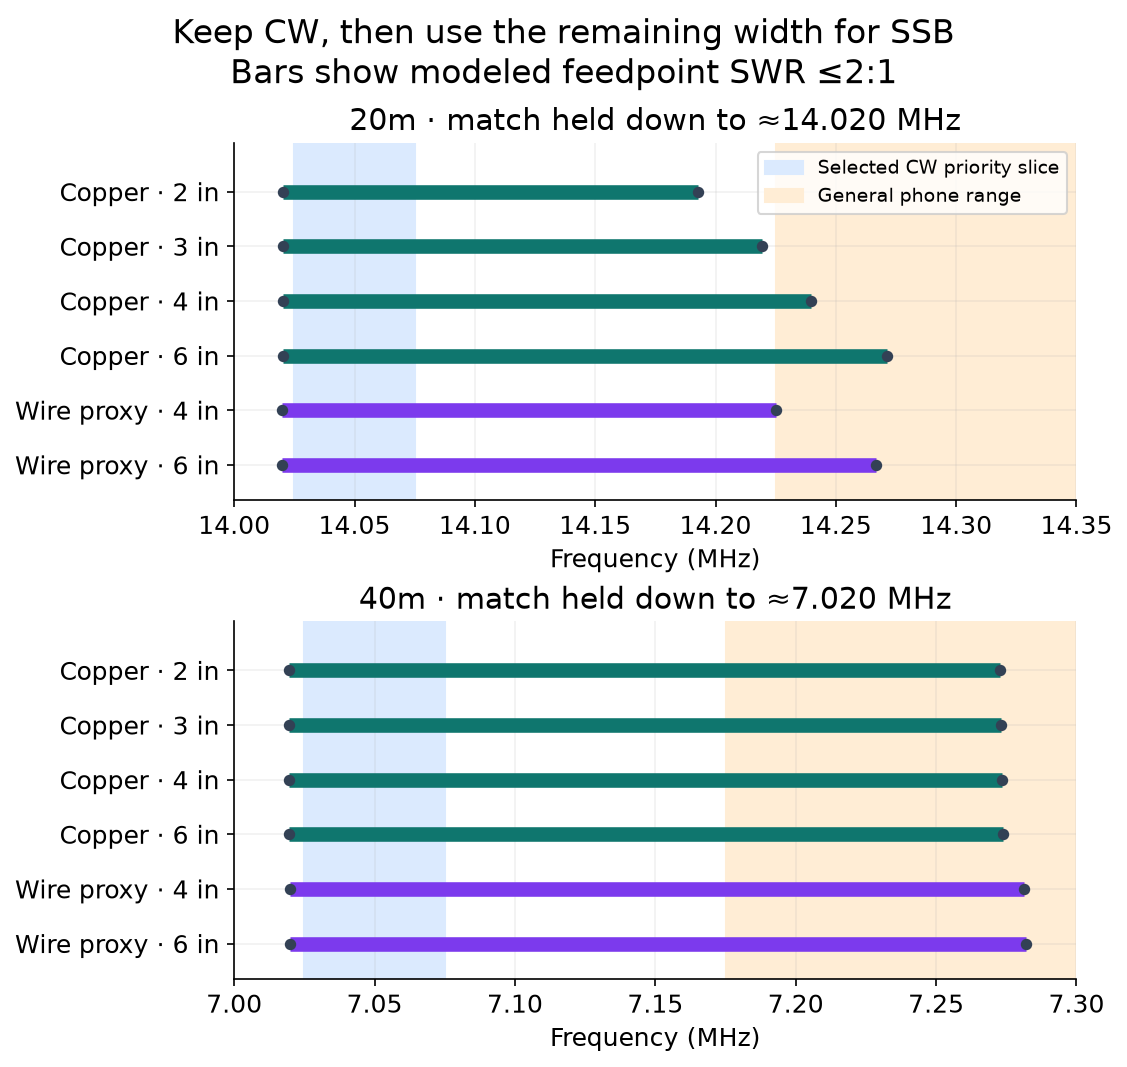 Keep CW, then use the remaining width for SSB
Bars show modeled feedpoint SWR ≤2:1
20m · match held down to ≈14.020 MHz
Selected CW priority slice
General phone range
Copper · 2 in
Copper · 3 in
Copper · 4 in
Copper · 6 in
Wire proxy · 4 in
Wire proxy · 6 in
14.00 14.05 14.10 14.15 14.20 14.25 14.30 14.35
Frequency (MHz)
40m · match held down to ≈7.020 MHz
Copper · 2 in
Copper · 3 in
Copper · 4 in
Copper · 6 in
Wire proxy · 4 in
Wire proxy · 6 in
7.00 7.05 7.10 7.15 7.20 7.25 7.30
Frequency (MHz)